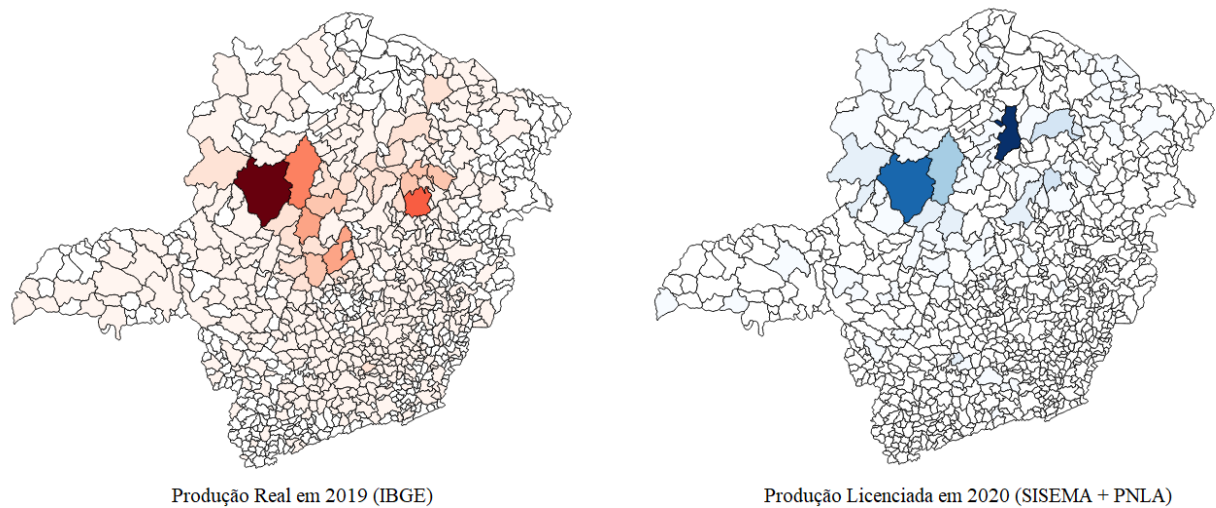 Produção Real em 2019 (IBGE)
Produção Licenciada em 2020 (SISEMA + PNLA)